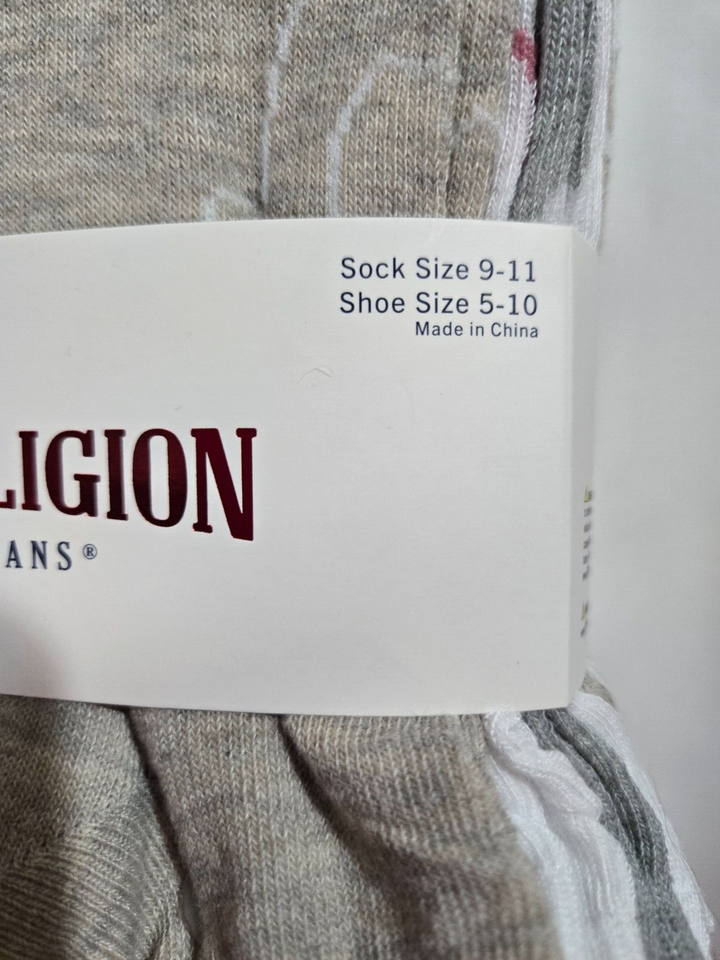 Sock Size 9-11
Shoe Size 5-10
Made in China
LIGION
ANS®